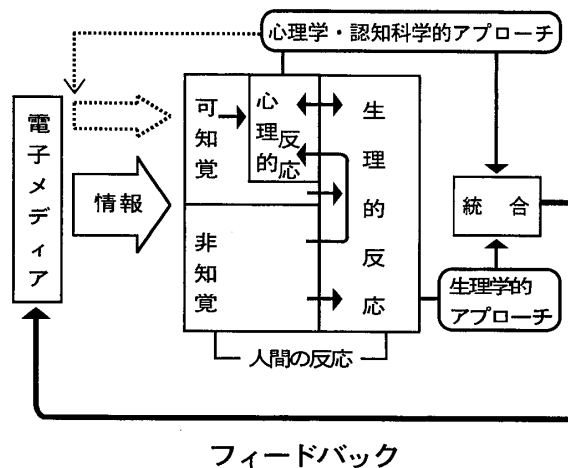 心理学・認知科学的アプローチ
電子メディア
情報
可知覚
心理的反応
生理的反応
非知覚
統合
生理学的
アプローチ
人間の反応
フィードバック